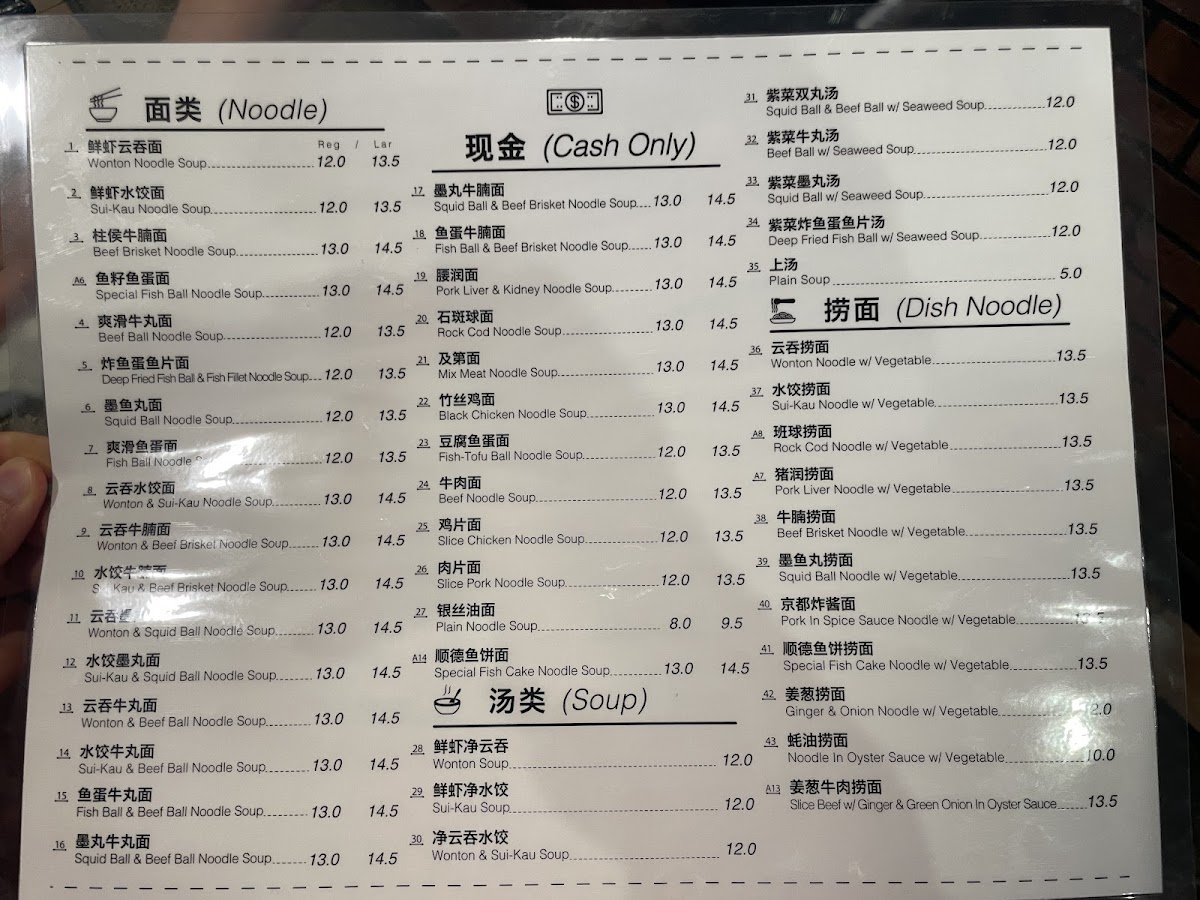 面类 (Noodle)
Reg / Lar
1. 鲜虾云吞面
Wonton Noodle Soup 12.0 13.5
2. 鲜虾水饺面
Sui-Kau Noodle Soup 12.0 13.5
3. 柱侯牛腩面
Beef Brisket Noodle Soup 13.0 14.5
A6 鱼籽鱼蛋面
Special Fish Ball Noodle Soup 13.0 14.5
4. 爽滑牛丸面
Beef Ball Noodle Soup 12.0 13.5
5. 炸鱼蛋鱼片面
Deep Fried Fish Ball & Fish Fillet Noodle Soup 12.0 13.5
6. 墨鱼丸面
Squid Ball Noodle Soup 12.0 13.5
7. 爽滑鱼蛋面
Fish Ball Noodle 12.0 13.5
8. 云吞水饺面
Wonton & Sui-Kau Noodle Soup 13.0 14.5
9. 云吞牛腩面
Wonton & Beef Brisket Noodle Soup 13.0 14.5
10 水饺牛腩面
Sui-Kau & Beef Brisket Noodle Soup 13.0 14.5
11. 云吞
Wonton & Squid Ball Noodle Soup 13.0 14.5
12 水饺墨丸面
Sui-Kau & Squid Ball Noodle Soup 13.0 14.5
13 云吞牛丸面
Wonton & Beef Ball Noodle Soup 13.0 14.5
14 水饺牛丸面
Sui-Kau & Beef Ball Noodle Soup 13.0 14.5
15 鱼蛋牛丸面
Fish Ball & Beef Ball Noodle Soup 13.0 14.5
16 墨丸牛丸面
Squid Ball & Beef Ball Noodle Soup 13.0 14.5
现金 (Cash Only)
17 墨丸牛腩面
Squid Ball & Beef Brisket Noodle Soup 13.0 14.5
18 鱼蛋牛腩面
Fish Ball & Beef Brisket Noodle Soup 13.0 14.5
19 腰润面
Pork Liver & Kidney Noodle Soup 13.0 14.5
20 石斑球面
Rock Cod Noodle Soup 13.0 14.5
21 及第面
Mix Meat Noodle Soup 13.0 14.5
22 竹丝鸡面
Black Chicken Noodle Soup 13.0 14.5
23 豆腐鱼蛋面
Fish-Tofu Ball Noodle Soup 12.0 13.5
24 牛肉面
Beef Noodle Soup 12.0 13.5
25 鸡片面
Slice Chicken Noodle Soup 12.0 13.5
26 肉片面
Slice Pork Noodle Soup 12.0 13.5
27 银丝油面
Plain Noodle Soup 8.0 9.5
A14 顺德鱼饼面
Special Fish Cake Noodle Soup 13.0 14.5
汤类 (Soup)
28 鲜虾净云吞
Wonton Soup 12.0
29 鲜虾净水饺
Sui-Kau Soup 12.0
30 净云吞水饺
Wonton & Sui-Kau Soup 12.0
31 紫菜双丸汤
Squid Ball & Beef Ball w/ Seaweed Soup 12.0
32 紫菜牛丸汤
Beef Ball w/ Seaweed Soup 12.0
33 紫菜墨丸汤
Squid Ball w/ Seaweed Soup 12.0
34 紫菜炸鱼蛋鱼片汤
Deep Fried Fish Ball w/ Seaweed Soup 12.0
35 上汤
Plain Soup 5.0
捞面 (Dish Noodle)
36 云吞捞面
Wonton Noodle w/ Vegetable 13.5
37 水饺捞面
Sui-Kau Noodle w/ Vegetable 13.5
A8 班球捞面
Rock Cod Noodle w/ Vegetable 13.5
A7 猪润捞面
Pork Liver Noodle w/ Vegetable 13.5
38 牛腩捞面
Beef Brisket Noodle w/ Vegetable 13.5
39 墨鱼丸捞面
Squid Ball Noodle w/ Vegetable 13.5
40 京都炸酱面
Pork In Spice Sauce Noodle w/ Vegetable 13.5
41 顺德鱼饼捞面
Special Fish Cake Noodle w/ Vegetable 13.5
42 姜葱捞面
Ginger & Onion Noodle w/ Vegetable
43 蚝油捞面
Noodle In Oyster Sauce w/ Vegetable 10.0
A13 姜葱牛肉捞面
Slice Beef w/ Ginger & Green Onion In Oyster Sauce 13.5